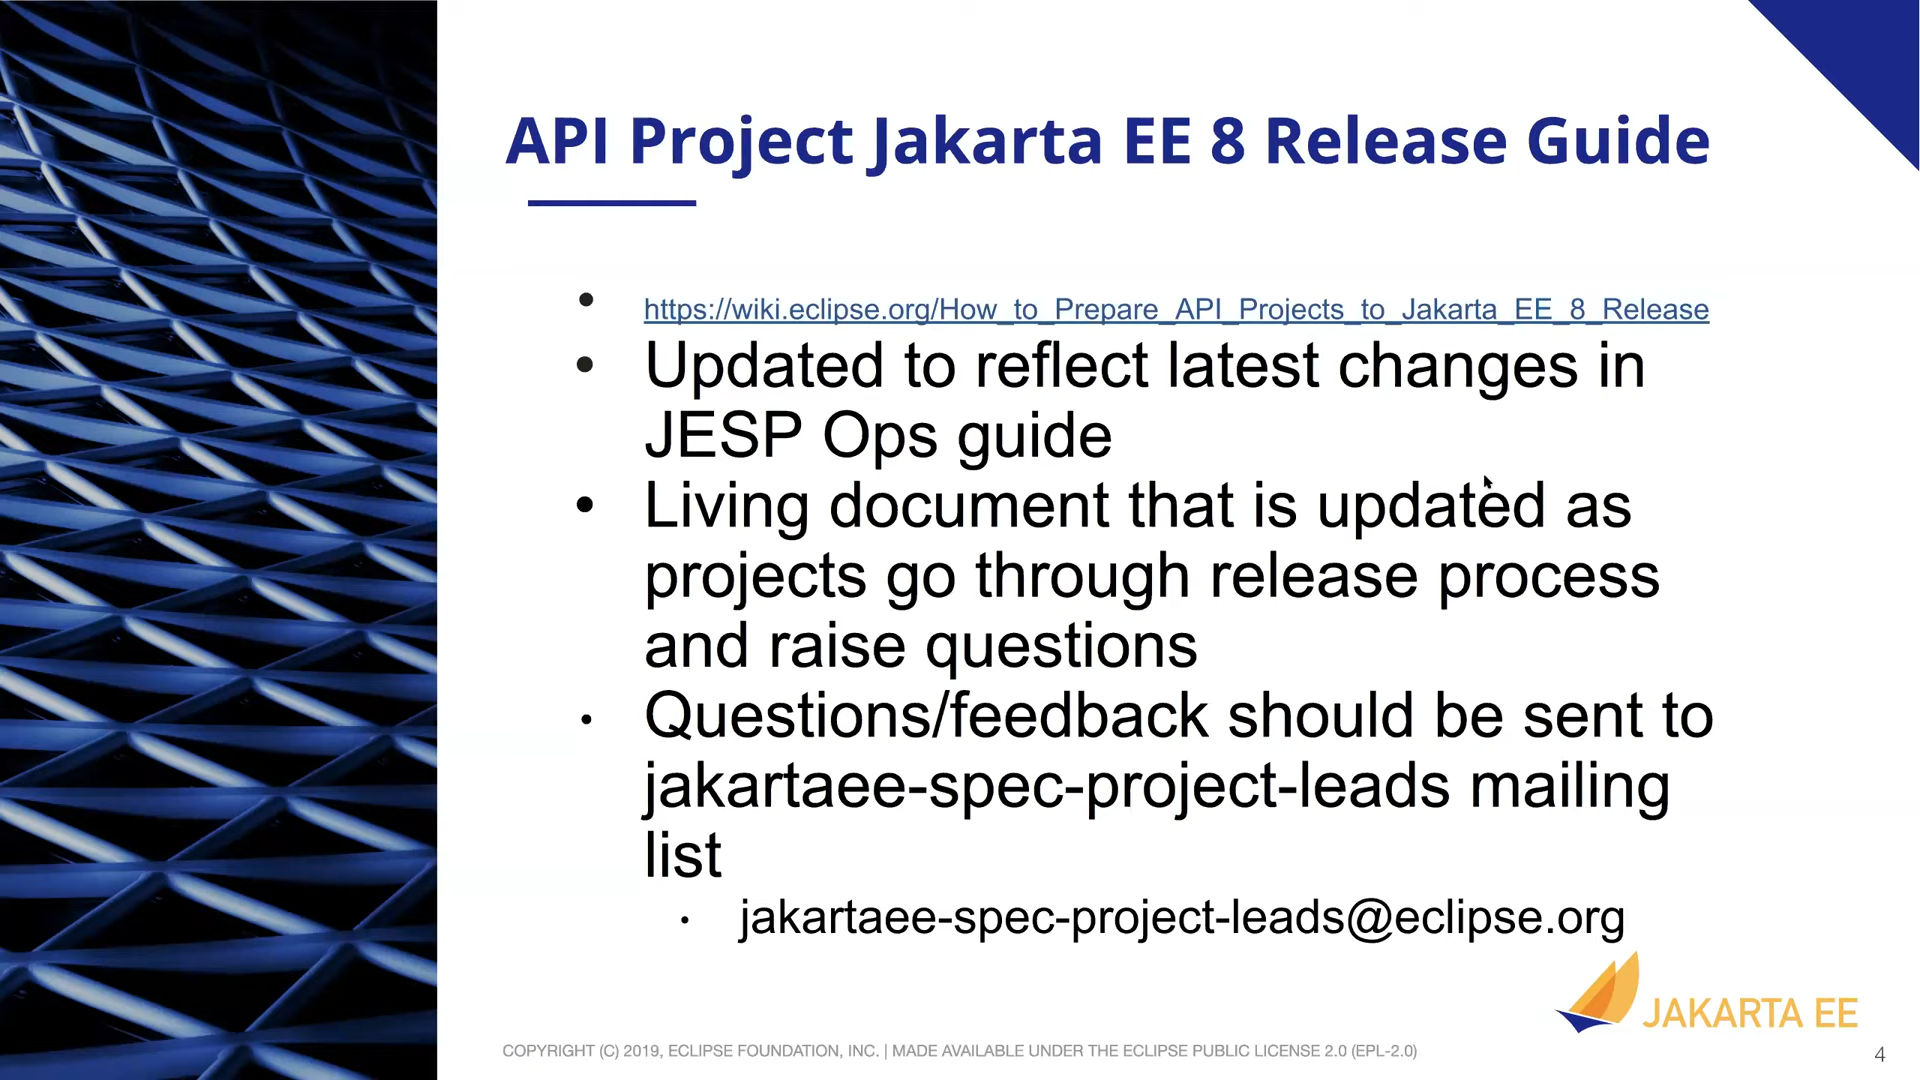 API Project Jakarta EE 8 Release Guide
• https://wiki.eclipse.org/How_to_Prepare_API_Projects_to_Jakarta_EE_8_Release
• Updated to reflect latest changes in
JESP Ops guide
• Living document that is updated as
projects go through release process
and raise questions
• Questions/feedback should be sent to
jakartaee-spec-project-leads mailing
list
• jakartaee-spec-project-leads@eclipse.org
JAKARTA EE
COPYRIGHT (C) 2019, ECLIPSE FOUNDATION, INC. | MADE AVAILABLE UNDER THE ECLIPSE PUBLIC LICENSE 2.0 (EPL-2.0)
4